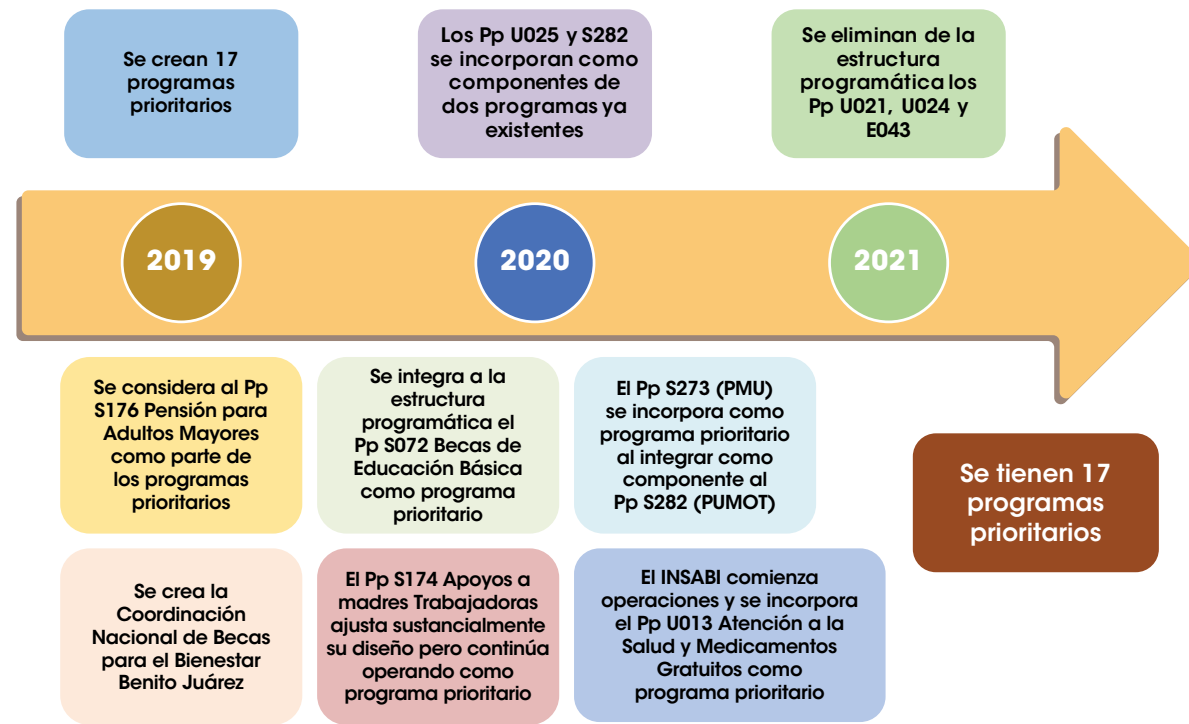 Se crean 17
programas
prioritarios
Los Pp U025 y S282
se incorporan como
componentes de
dos programas ya
existentes
Se eliminan de la
estructura
programática los
Pp U021, U024 y
E043
2019
2020
2021
Se considera al Pp
S176 Pensión para
Adultos Mayores
como parte de
los programas
prioritarios
Se integra a la
estructura
programática el
Pp S072 Becas de
Educación Básica
como programa
prioritario
El Pp S273 (PMU)
se incorpora como
programa prioritario
al integrar como
componente al
Pp S282 (PUMOT)
Se tienen 17
programas
prioritarios
Se crea la
Coordinación
Nacional de Becas
para el Bienestar
Benito Juárez
El Pp S174 Apoyos a
madres Trabajadoras
ajusta sustancialmente
su diseño pero continúa
operando como
programa prioritario
El INSABI comienza
operaciones y se incorpora
el Pp U013 Atención a la
Salud y Medicamentos
Gratuitos como
programa prioritario